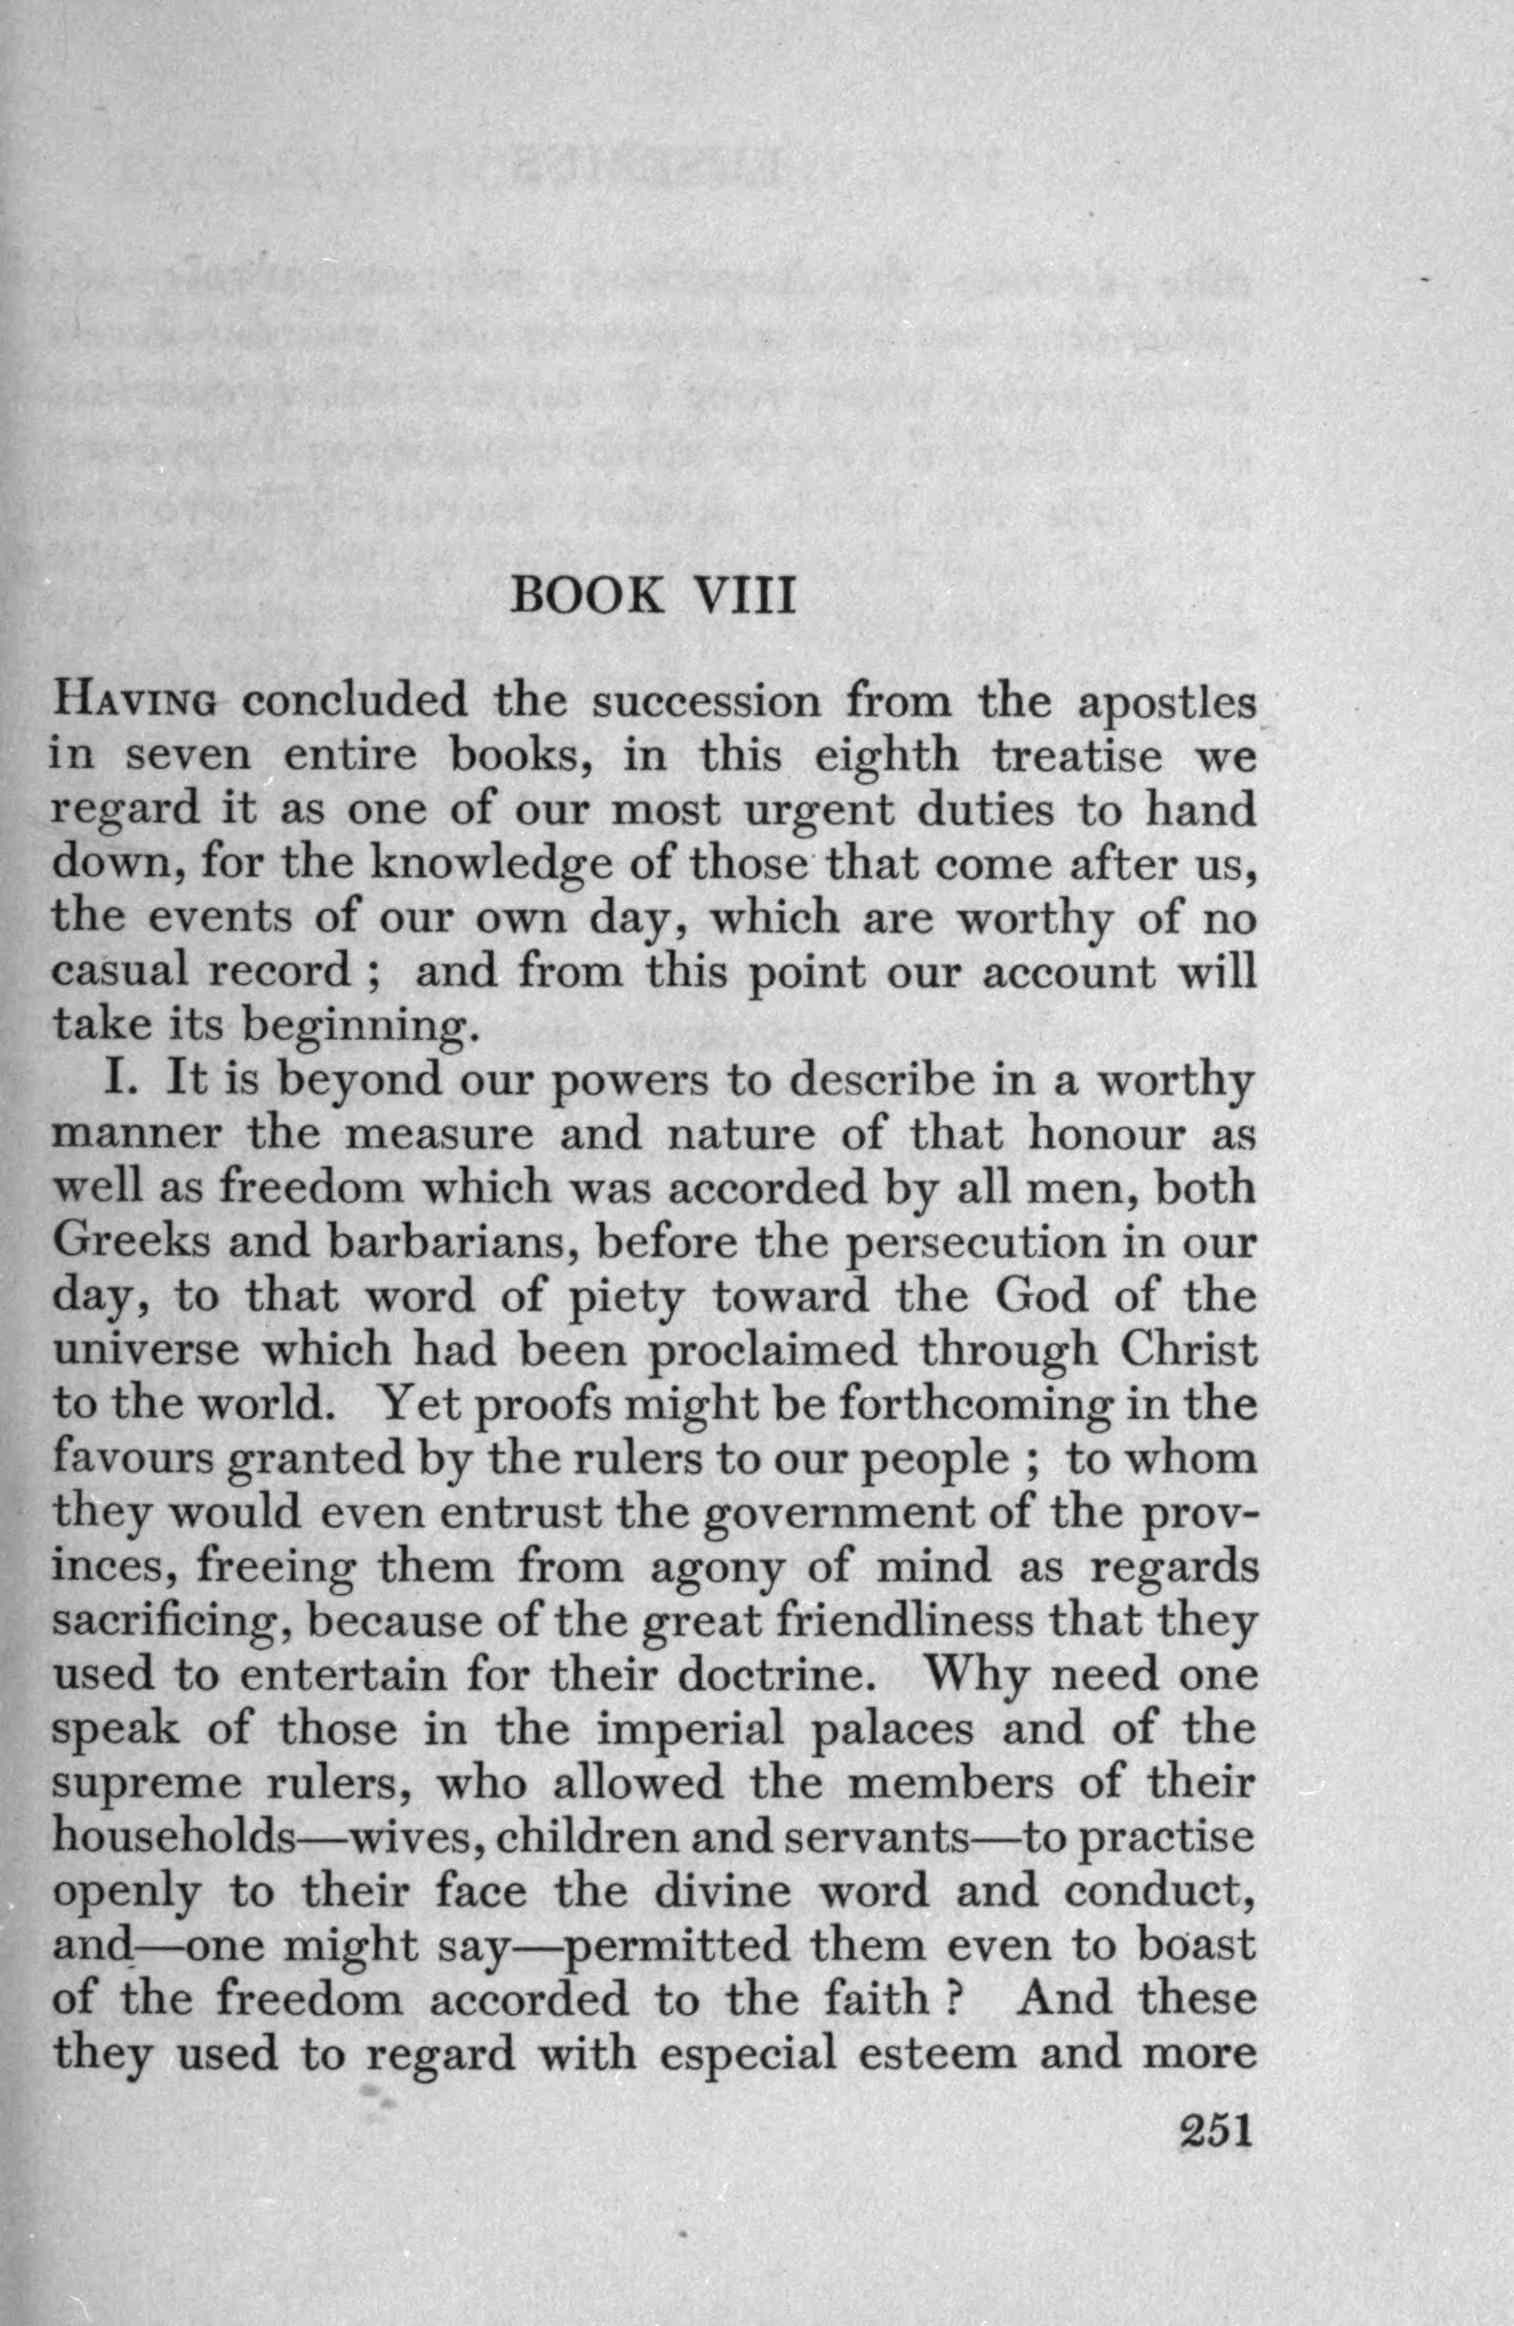 BOOK VIII
HAVING concluded the succession from the apostles
in seven entire books, in this eighth treatise we
regard it as one of our most urgent duties to hand
down, for the knowledge of those that come after us,
the events of our own day, which are worthy of no
casual record ; and from this point our account will
take its beginning.
I. It is beyond our powers to describe in a worthy
manner the measure and nature of that honour as
well as freedom which was accorded by all men, both
Greeks and barbarians, before the persecution in our
day, to that word of piety toward the God of the
universe which had been proclaimed through Christ
to the world. Yet proofs might be forthcoming in the
favours granted by the rulers to our people ; to whom
they would even entrust the government of the prov-
inces, freeing them from agony of mind as regards
sacrificing, because of the great friendliness that they
used to entertain for their doctrine. Why need one
speak of those in the imperial palaces and of the
supreme rulers, who allowed the members of their
households—wives, children and servants—to practise
openly to their face the divine word and conduct,
and—one might say—permitted them even to boast
of the freedom accorded to the faith ? And these
they used to regard with especial esteem and more
251